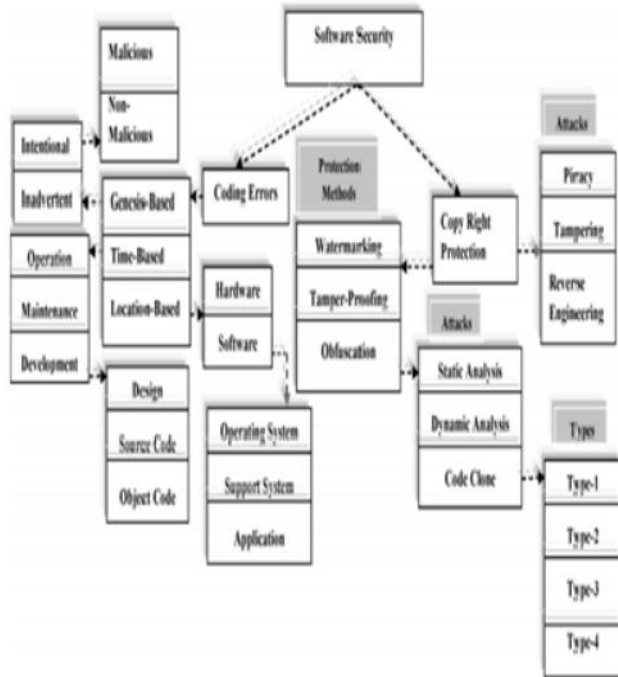 Software Security
Malicious
Non-
Malicious
Intentional
Inadvertent
Attacks
Piracy
Tampering
Reverse
Engineering
Protection
Methods
Coding Errors
Genesis-Based
Time-Based
Location-Based
Copy Right
Protection
Watermarking
Tamper-Proofing
Obfuscation
Operation
Maintenance
Development
Hardware
Software
Attacks
Static Analysis
Dynamic Analysis
Code Clone
Design
Source Code
Object Code
Operating System
Support System
Application
Types
Type-1
Type-2
Type-3
Type-4